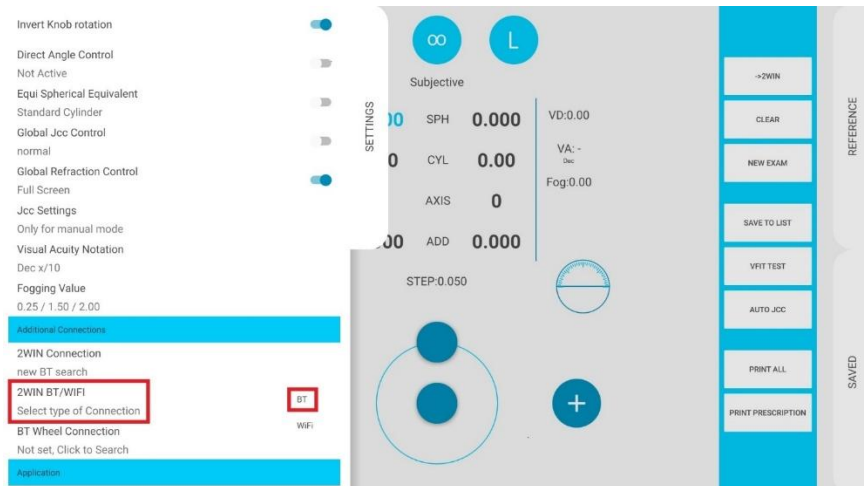 Invert Knob rotation
Direct Angle Control
Not Active
Equi Spherical Equivalent
Standard Cylinder
Global Jcc Control
normal
Global Refraction Control
Full Screen
Jcc Settings
Only for manual mode
Visual Acuity Notation
Dec x/10
Fogging Value
0.25 / 1.50 / 2.00
Additional Connections
2WIN Connection
new BT search
2WIN BT/WIFI
Select type of Connection
BT
WiFi
BT Wheel Connection
Not set, Click to Search
Application
SETTINGS
∞
L
Subjective
00 SPH 0.000
0 CYL 0.00
AXIS 0
00 ADD 0.000
VD:0.00
VA: -
Dec
Fog:0.00
STEP:0.050
+
->2WIN
CLEAR
NEW EXAM
SAVE TO LIST
VFIT TEST
AUTO JCC
PRINT ALL
PRINT PRESCRIPTION
REFERENCE
SAVED